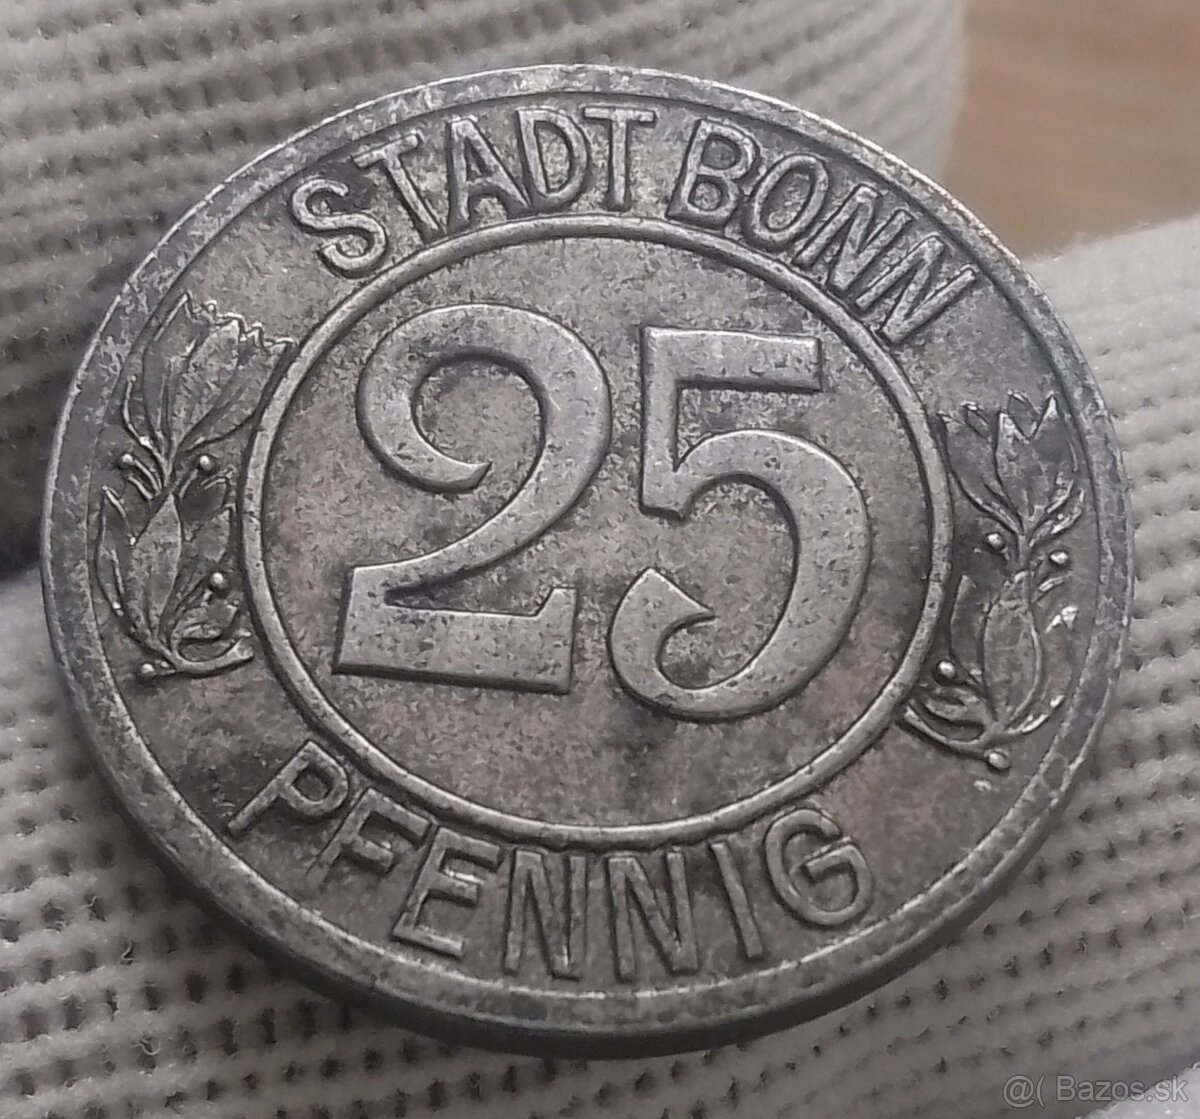 STADT BONN
25
PFENNIG
@( Bazos.sk